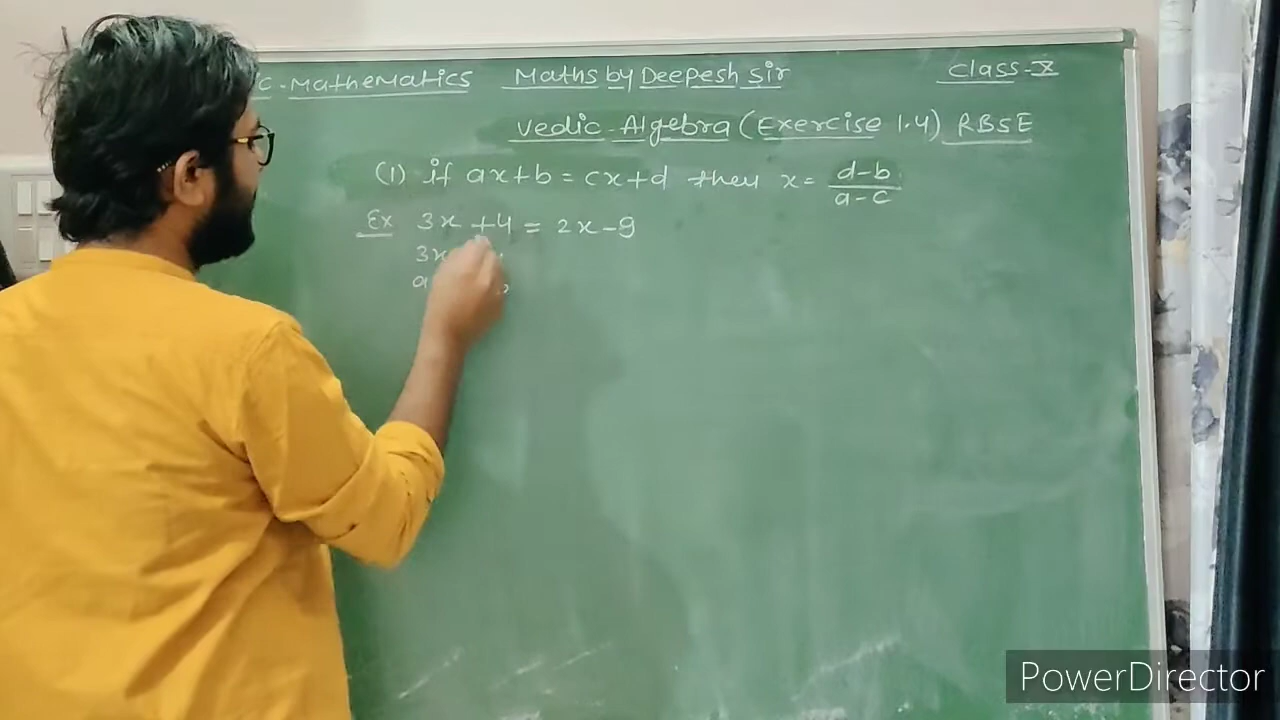 C-Mathematics Maths by Deepesh Sir Class-X
Vedic-Algebra (Exercise 1.4) RBSE
(1) if ax+b = cx+d then x = d-b/a-c
Ex 3x+4 = 2x-9
3x
a
PowerDirector